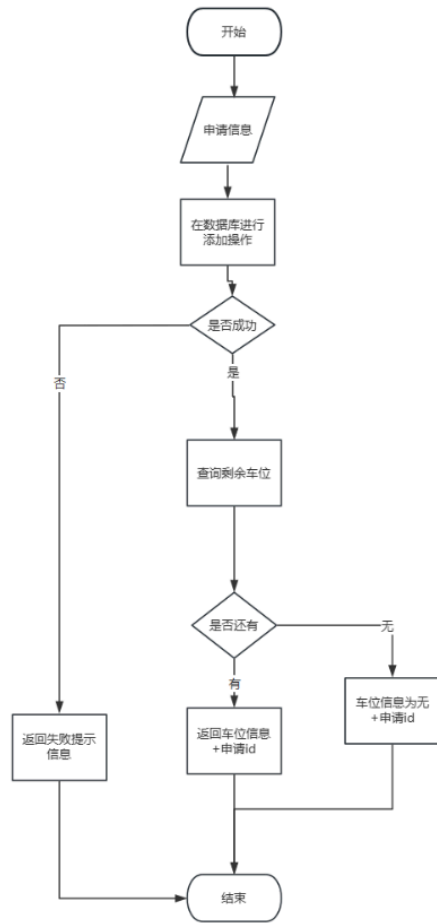 开始
申请信息
在数据库进行
添加操作
是否成功
否
是
查询剩余车位
是否还有
无
有
车位信息为无
+申请id
返回失败提示
信息
返回车位信息
+申请id
结束